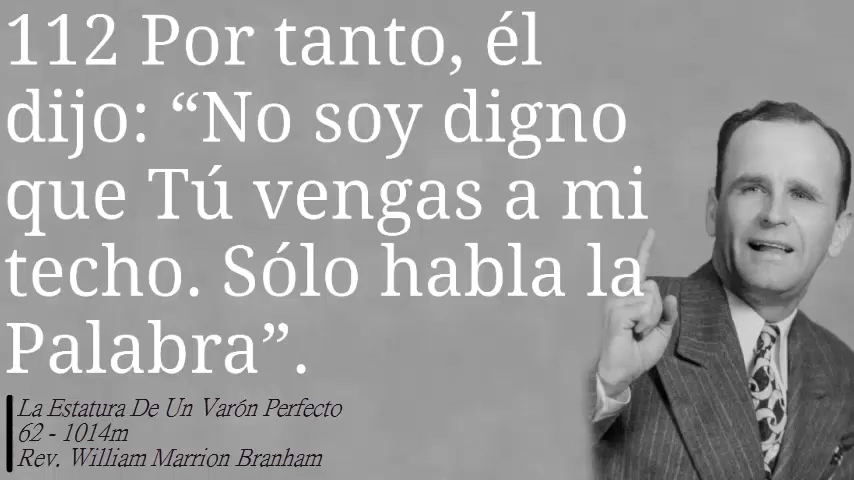 112 Por tanto, él
dijo: “No soy digno
que Tú vengas a mi
techo. Sólo habla la
Palabra”.
La Estatura De Un Varón Perfecto
62 - 1014m
Rev. William Marrion Branham